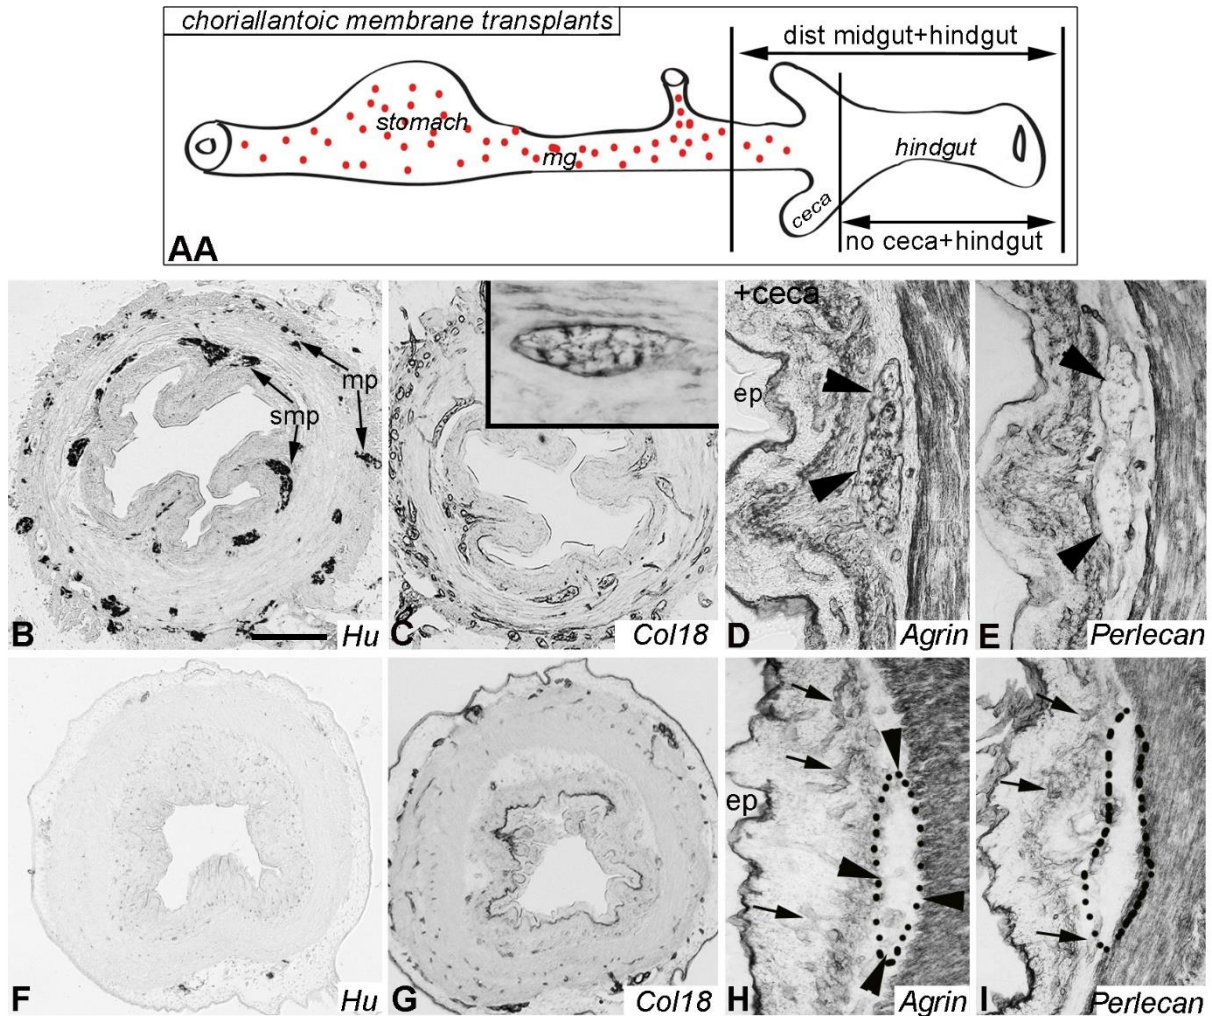 choriallantoic membrane transplants
dist midgut+hindgut
stomach
mg
hindgut
ceca
no ceca+hindgut
AA
mp
smp
B
Hu
C
Col18
+ceca
ep
D
Agrin
E
Perlecan
F
Hu
G
Col18
ep
H
Agrin
I
Perlecan